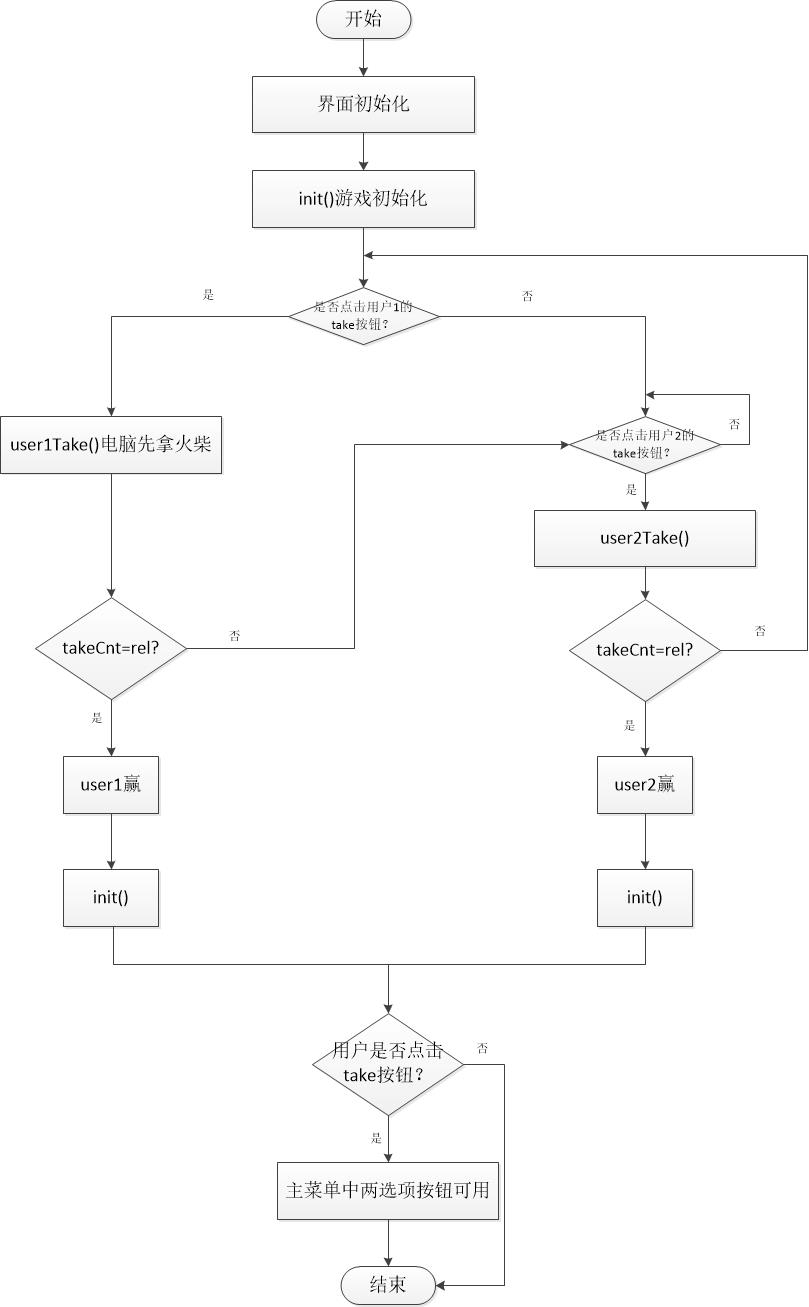 开始
界面初始化
init()游戏初始化
是
否
是否点击用户1的
take按钮？
user1Take()电脑先拿火柴
否
是否点击用户2的
take按钮？
是
user2Take()
takeCnt=rel?
否
takeCnt=rel?
否
是
是
user1赢
user2赢
init()
init()
用户是否点击
take按钮？
否
是
主菜单中两选项按钮可用
结束